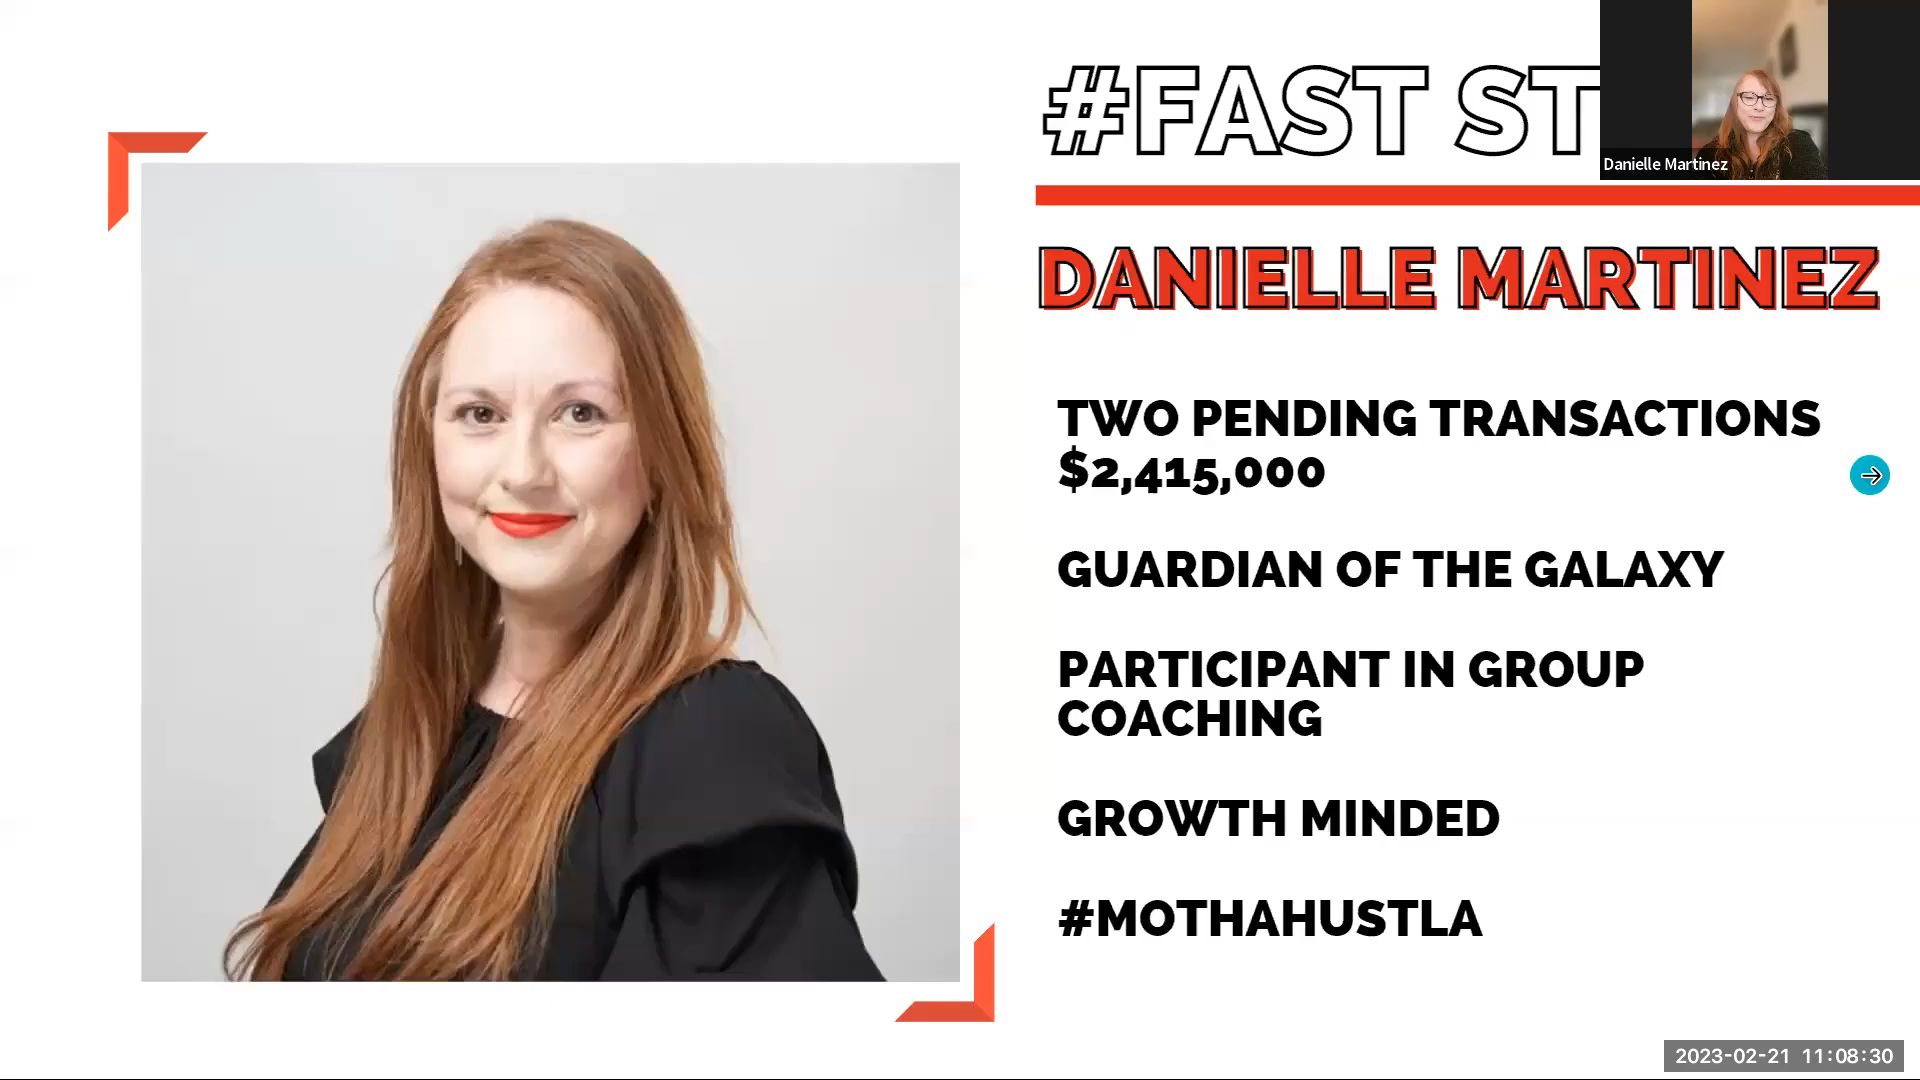 #FAST ST
Danielle Martinez
DANIELLE MARTINEZ
TWO PENDING TRANSACTIONS
$2,415,000
GUARDIAN OF THE GALAXY
PARTICIPANT IN GROUP
COACHING
GROWTH MINDED
#MOTHAHUSTLA
2023-02-21 11:08:30